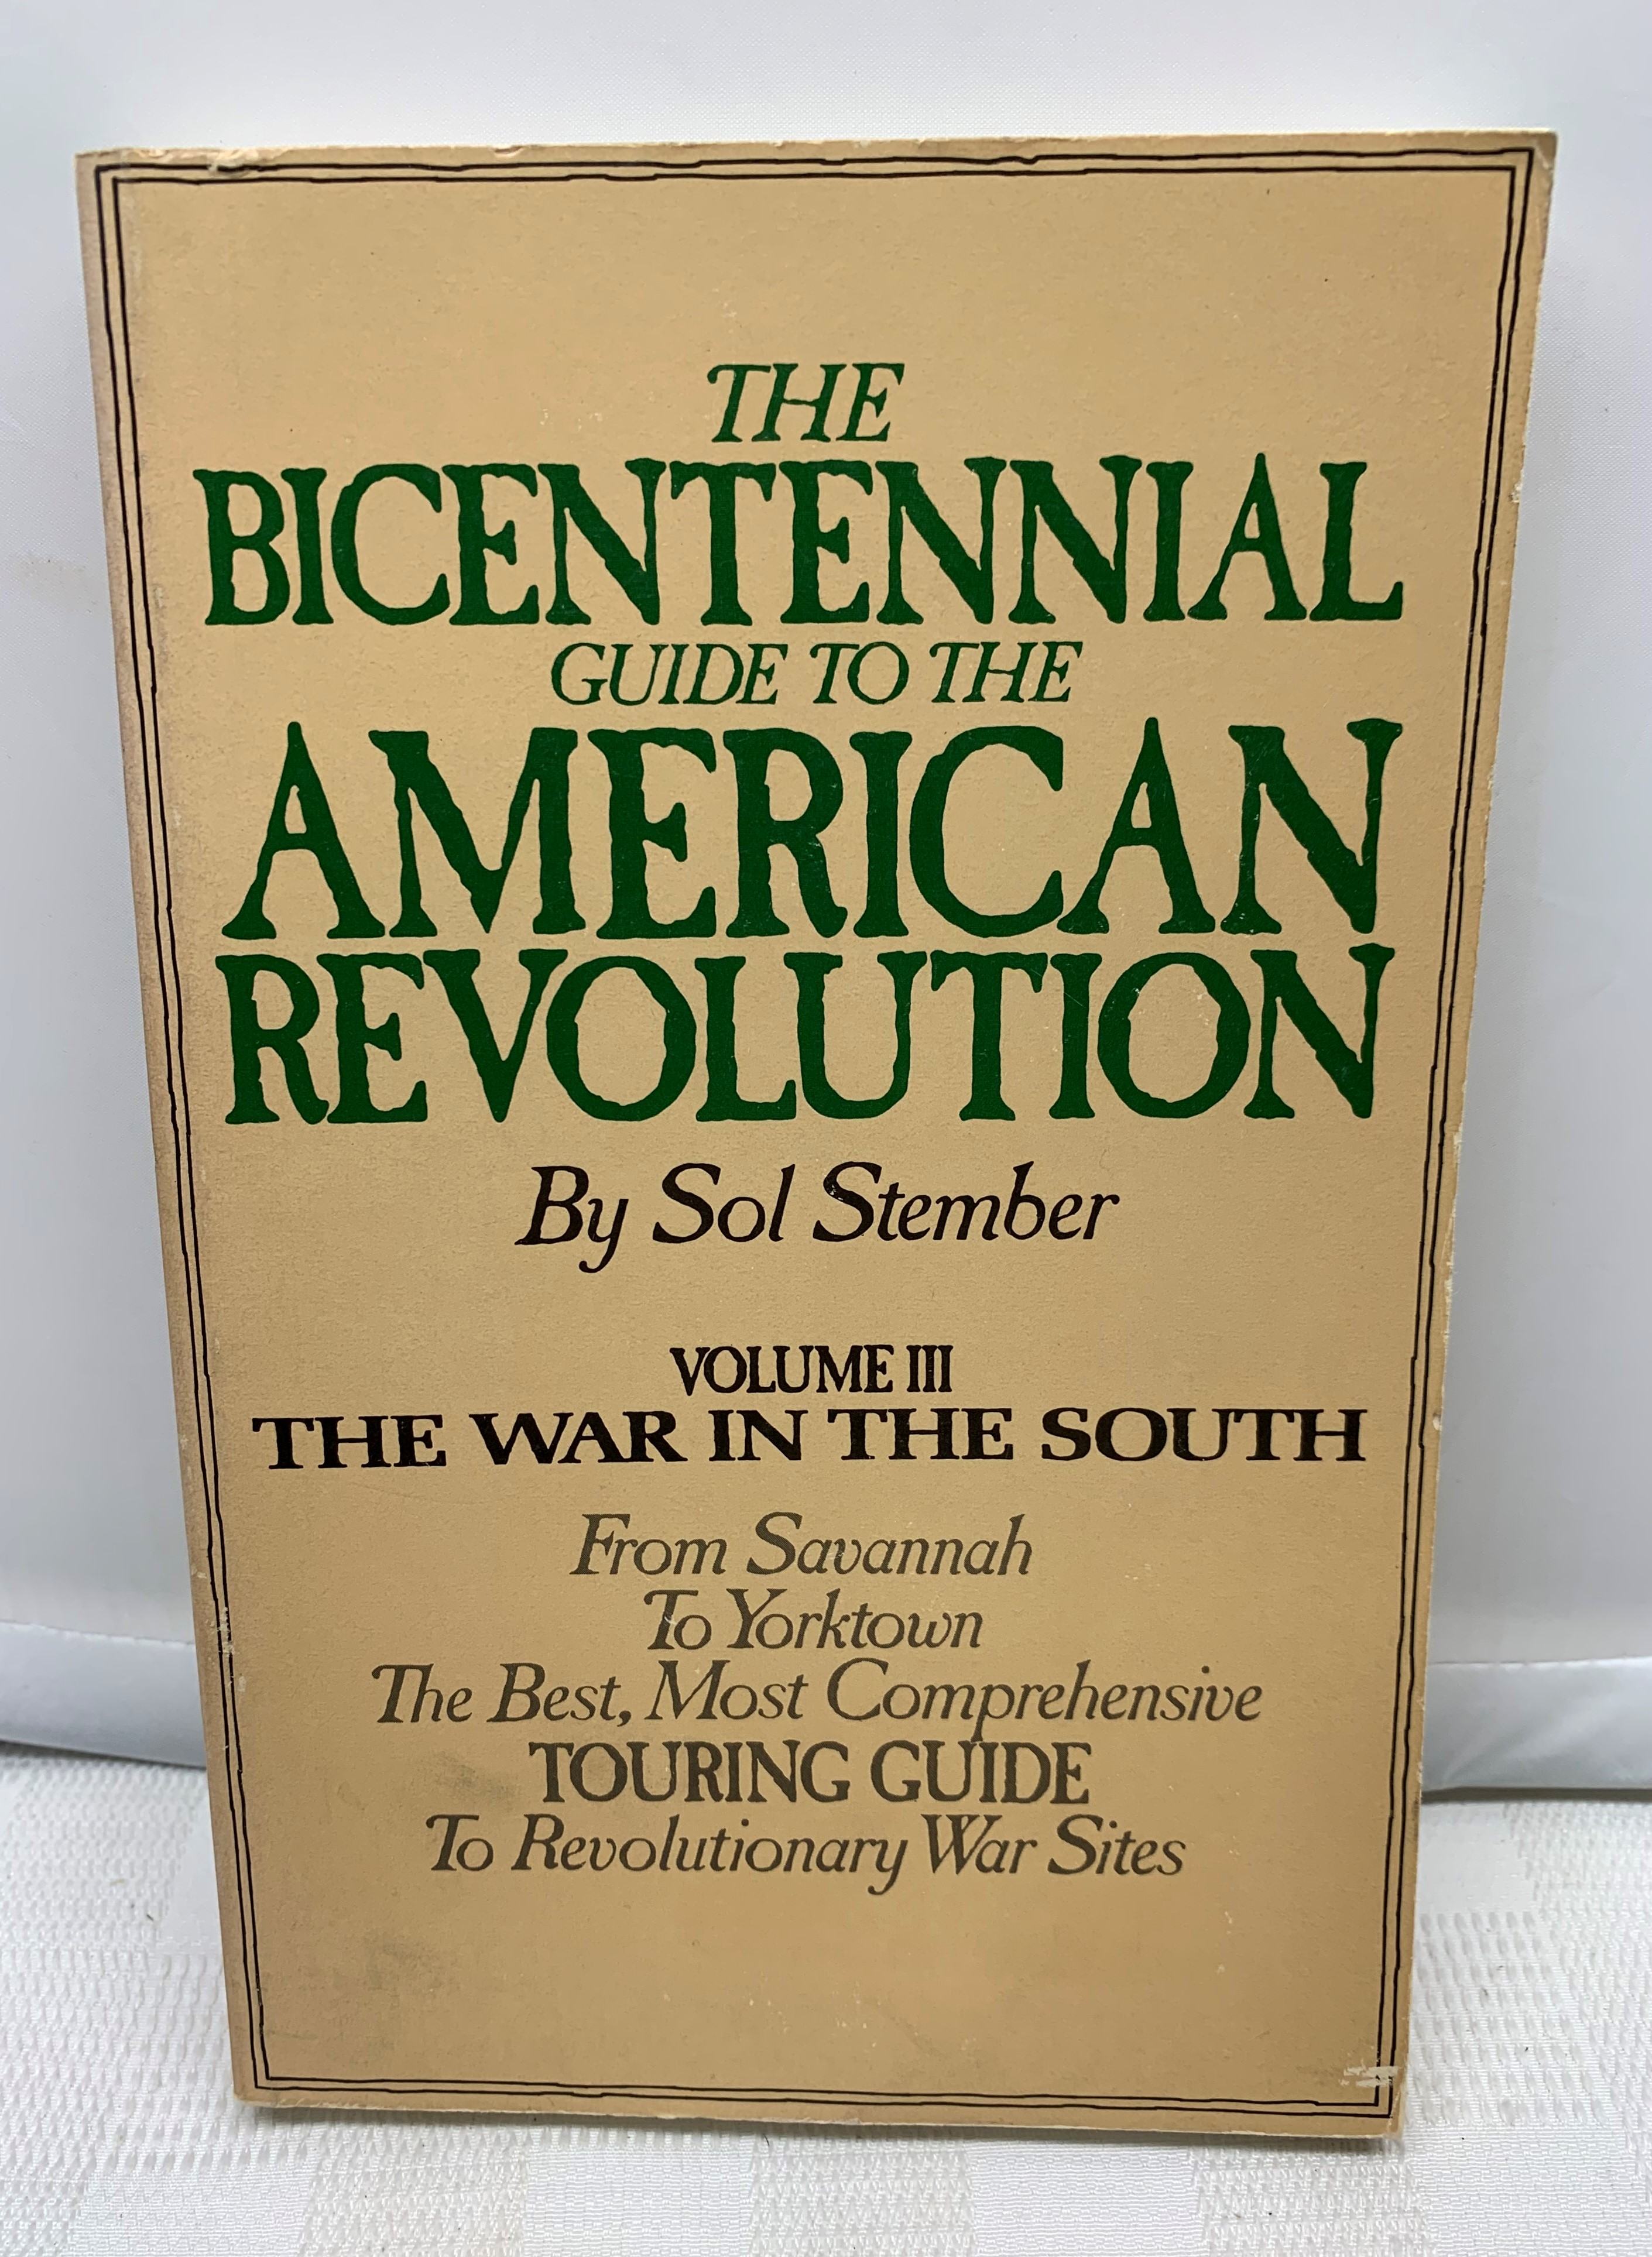 THE
BICENTENNIAL
GUIDE TO THE
AMERICAN
REVOLUTION
By Sol Stember
VOLUME III
THE WAR IN THE SOUTH
From Savannah
To Yorktown
The Best, Most Comprehensive
TOURING GUIDE
To Revolutionary War Sites